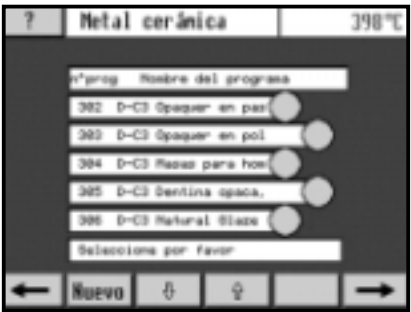 ? Metal cerámica 398°C
nºprog Nombre del programa
302 D-C3 Opaquer en pas
303 D-C3 Opaquer en pol
304 D-C3 Masas para hom
305 D-C3 Dentina opaca,
306 D-C3 Natural Glaze
Seleccione por favor
← Nuevo ⇩ ⇧ →